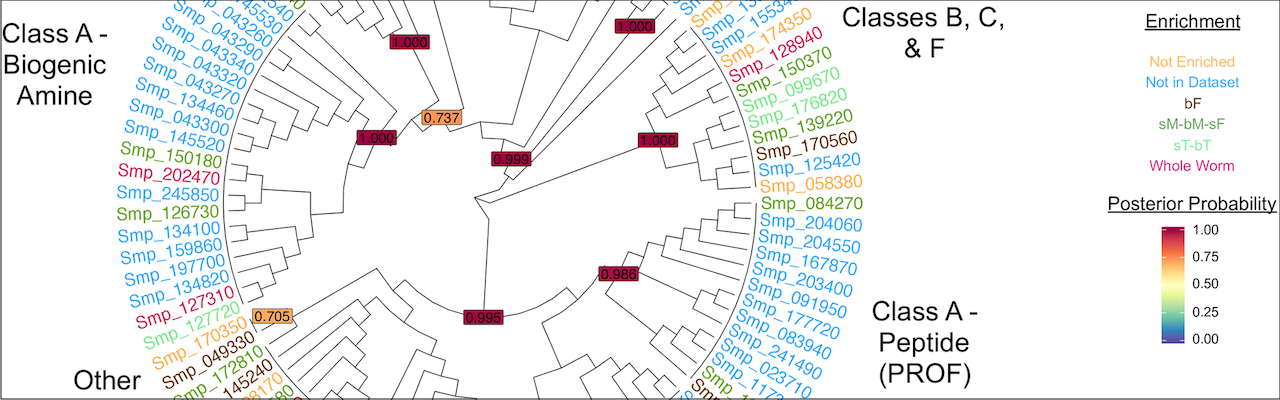 Class A -
Biogenic
Amine
Smp_043260
Smp_043290
Smp_043340
Smp_043320
Smp_043270
Smp_134460
Smp_043300
Smp_145520
Smp_150180
Smp_202470
Smp_245850
Smp_126730
Smp_134100
Smp_159860
Smp_197700
Smp_134820
Smp_127310
Smp_127720
Smp_170350
Smp_049330
Smp_172810
145240
Other
1.000
1.000
0.737
1.000
0.999
1.000
0.986
0.995
0.705
Smp_174350
Smp_128940
Smp_150370
Smp_099670
Smp_176820
Smp_139220
Smp_170560
Smp_125420
Smp_058380
Smp_084270
Smp_204060
Smp_204550
Smp_167870
Smp_203400
Smp_091950
Smp_177720
Smp_083940
Smp_241490
Smp_023710
Classes B, C,
& F
Class A -
Peptide
(PROF)
Enrichment
Not Enriched
Not in Dataset
bF
sM-bM-sF
sT-bT
Whole Worm
Posterior Probability
1.00
0.75
0.50
0.25
0.00